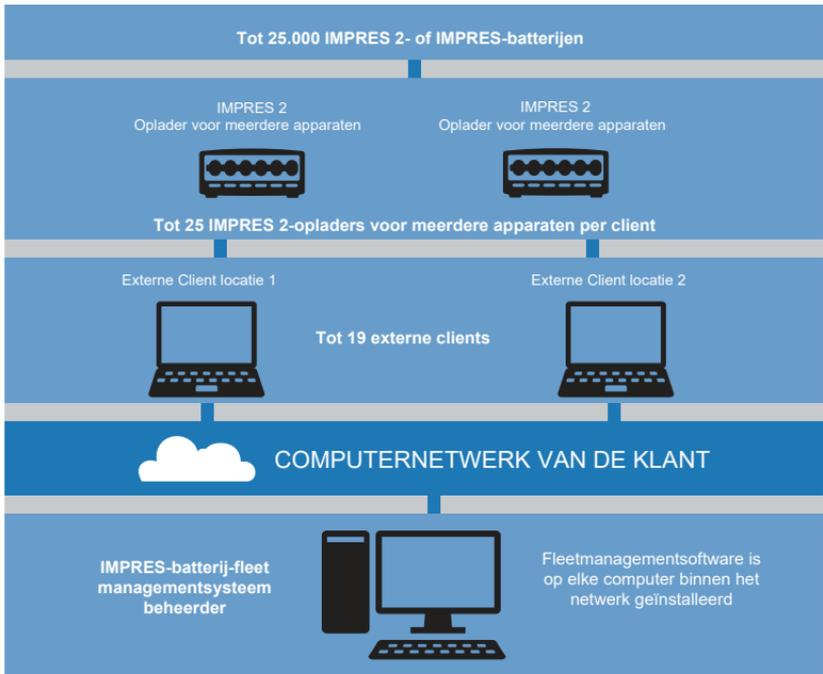 Tot 25.000 IMPRES 2- of IMPRES-batterijen
IMPRES 2
Oplader voor meerdere apparaten
IMPRES 2
Oplader voor meerdere apparaten
Tot 25 IMPRES 2-opladers voor meerdere apparaten per client
Externe Client locatie 1
Externe Client locatie 2
Tot 19 externe clients
COMPUTERNETWERK VAN DE KLANT
IMPRES-batterij-fleet
managementsysteem
beheerder
Fleetmanagementsoftware is
op elke computer binnen het
netwerk geïnstalleerd